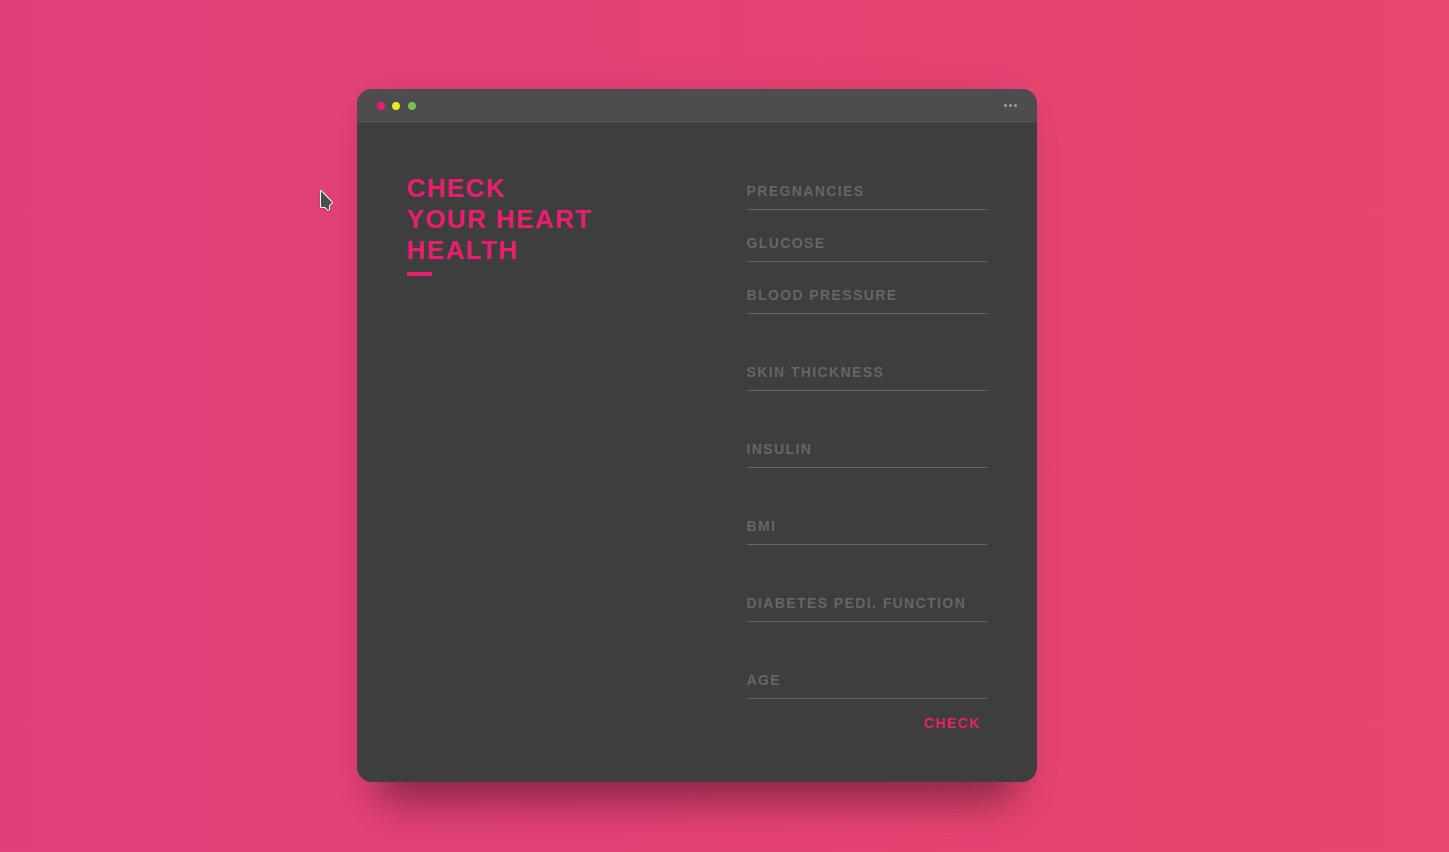 CHECK
YOUR HEART
HEALTH
PREGNANCIES
GLUCOSE
BLOOD PRESSURE
SKIN THICKNESS
INSULIN
BMI
DIABETES PEDI. FUNCTION
AGE
CHECK